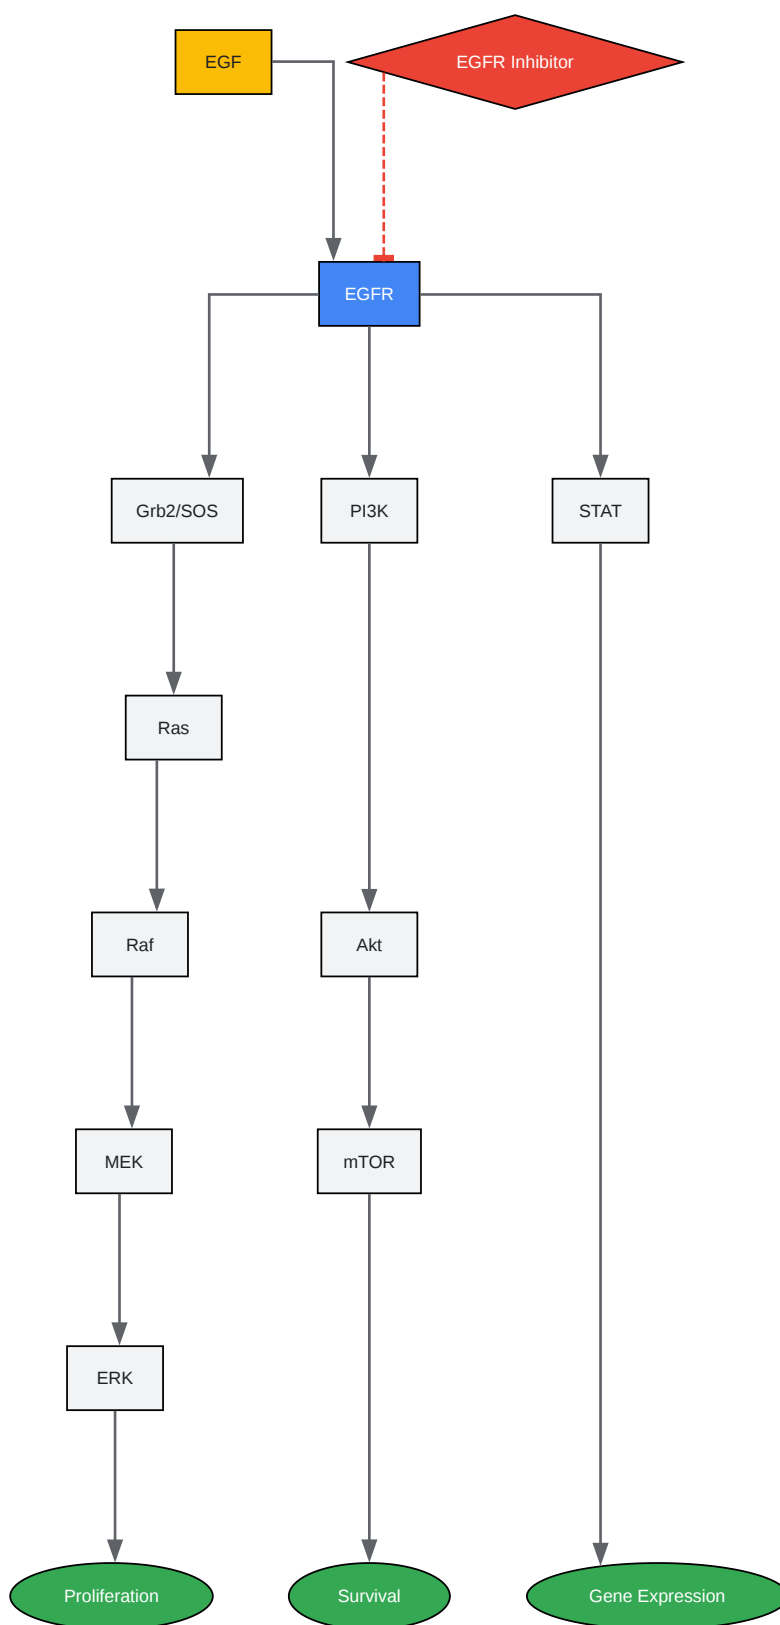 EGF
EGFR Inhibitor
EGFR
Grb2/SOS
PI3K
STAT
Ras
Raf
Akt
MEK
mTOR
ERK
Proliferation
Survival
Gene Expression